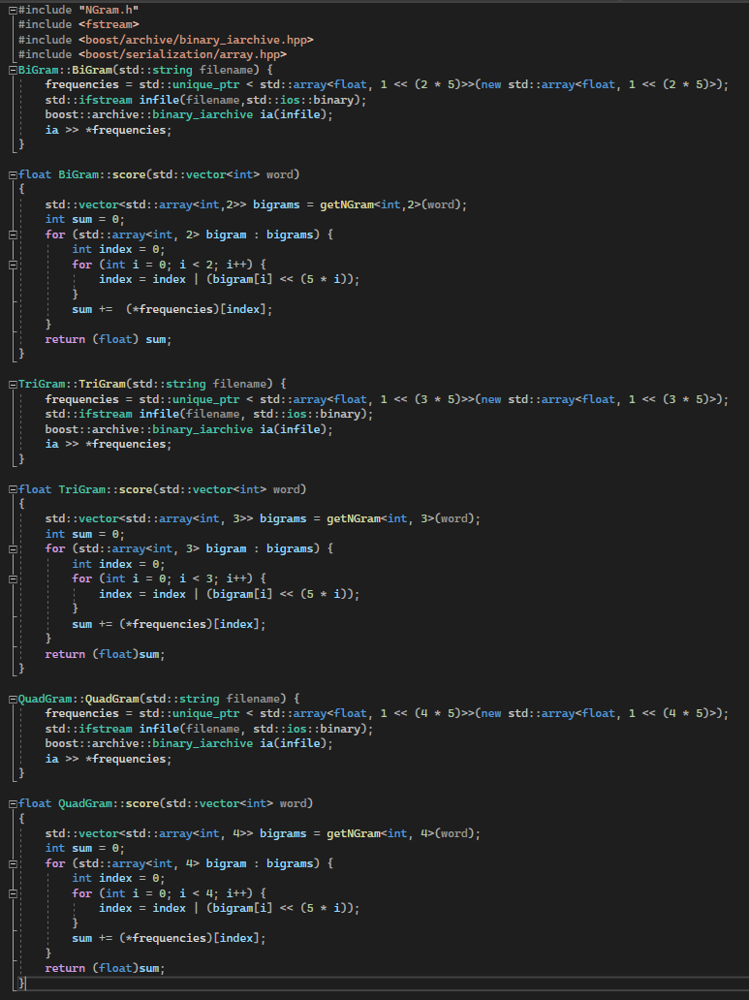 #include "NGram.h"
#include <fstream>
#include <boost/archive/binary_iarchive.hpp>
#include <boost/serialization/array.hpp>
BiGram::BiGram(std::string filename) {
    frequencies = std::unique_ptr < std::array<float, 1 << (2 * 5)>>(new std::array<float, 1 << (2 * 5)>);
    std::ifstream infile(filename,std::ios::binary);
    boost::archive::binary_iarchive ia(infile);
    ia >> *frequencies;
}

float BiGram::score(std::vector<int> word)
{
    std::vector<std::array<int,2>> bigrams = getNGram<int,2>(word);
    int sum = 0;
    for (std::array<int, 2> bigram : bigrams) {
        int index = 0;
        for (int i = 0; i < 2; i++) {
            index = index | (bigram[i] << (5 * i));
        }
        sum +=  (*frequencies)[index];
    }
    return (float) sum;
}

TriGram::TriGram(std::string filename) {
    frequencies = std::unique_ptr < std::array<float, 1 << (3 * 5)>>(new std::array<float, 1 << (3 * 5)>);
    std::ifstream infile(filename, std::ios::binary);
    boost::archive::binary_iarchive ia(infile);
    ia >> *frequencies;
}

float TriGram::score(std::vector<int> word)
{
    std::vector<std::array<int, 3>> bigrams = getNGram<int, 3>(word);
    int sum = 0;
    for (std::array<int, 3> bigram : bigrams) {
        int index = 0;
        for (int i = 0; i < 3; i++) {
            index = index | (bigram[i] << (5 * i));
        }
        sum += (*frequencies)[index];
    }
    return (float)sum;
}

QuadGram::QuadGram(std::string filename) {
    frequencies = std::unique_ptr < std::array<float, 1 << (4 * 5)>>(new std::array<float, 1 << (4 * 5)>);
    std::ifstream infile(filename, std::ios::binary);
    boost::archive::binary_iarchive ia(infile);
    ia >> *frequencies;
}

float QuadGram::score(std::vector<int> word)
{
    std::vector<std::array<int, 4>> bigrams = getNGram<int, 4>(word);
    int sum = 0;
    for (std::array<int, 4> bigram : bigrams) {
        int index = 0;
        for (int i = 0; i < 4; i++) {
            index = index | (bigram[i] << (5 * i));
        }
        sum += (*frequencies)[index];
    }
    return (float)sum;
}